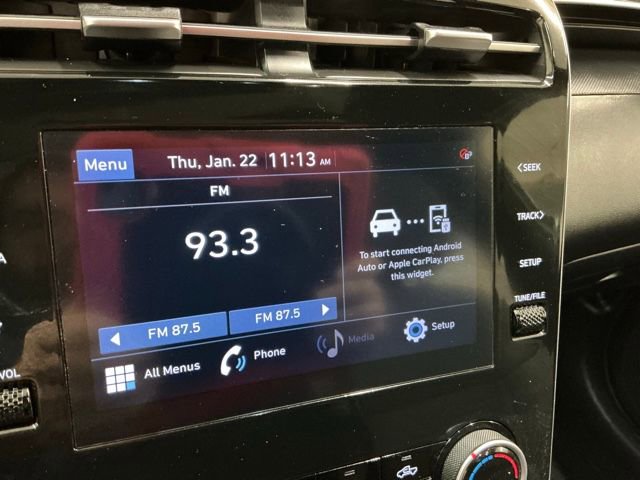 Menu
Thu, Jan. 22
11:13 AM
FM
93.3
To start connecting Android
Auto or Apple CarPlay, press
this widget.
FM 87.5
FM 87.5
All Menus
Phone
Media
Setup
<SEEK
TRACK>
SETUP
TUNE/FILE
VOL